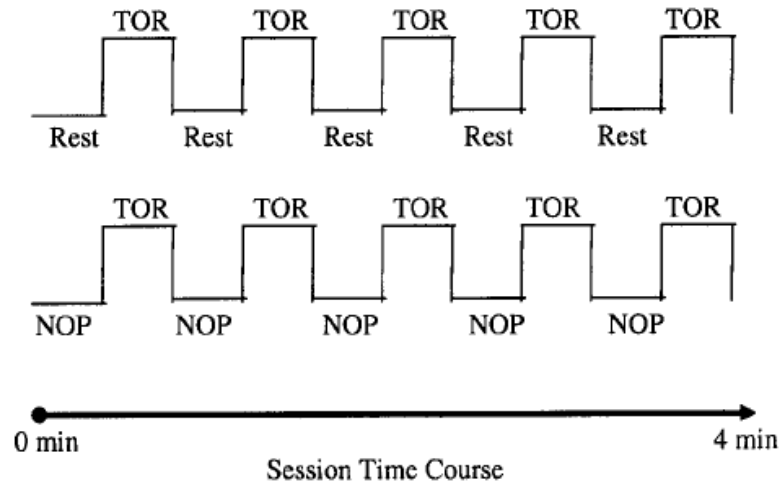 TOR TOR TOR TOR TOR
Rest Rest Rest Rest Rest
TOR TOR TOR TOR TOR
NOP NOP NOP NOP NOP
0 min 4 min
Session Time Course